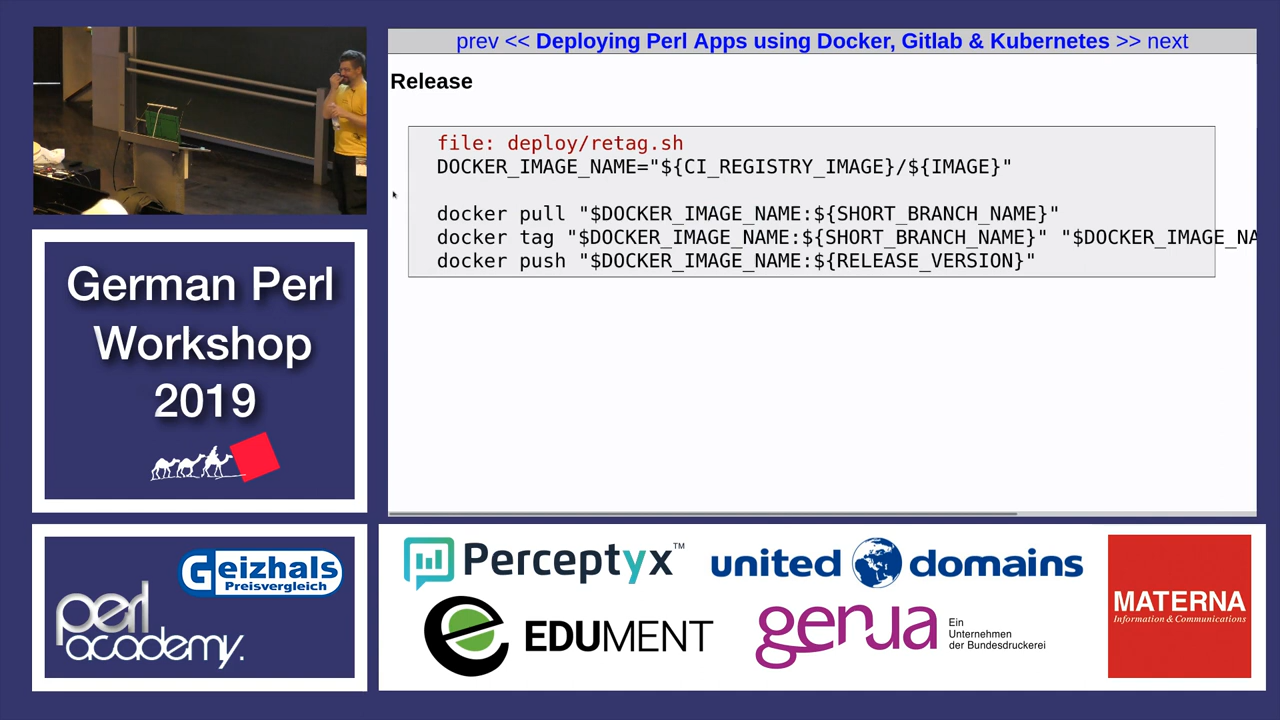 prev << Deploying Perl Apps using Docker, Gitlab & Kubernetes >> next
Release
file: deploy/retag.sh
DOCKER_IMAGE_NAME="${CI_REGISTRY_IMAGE}/${IMAGE}"
docker pull "$DOCKER_IMAGE_NAME:${SHORT_BRANCH_NAME}"
docker tag "$DOCKER_IMAGE_NAME:${SHORT_BRANCH_NAME}" "$DOCKER_IMAGE_NA
docker push "$DOCKER_IMAGE_NAME:${RELEASE_VERSION}"
German Perl
Workshop
2019
Geizhals
Preisvergleich
perl
academy.
Perceptyx™
united domains
MATERNA
Information & Communications
EDUMENT
genua
Ein
Unternehmen
der Bundesdruckerei